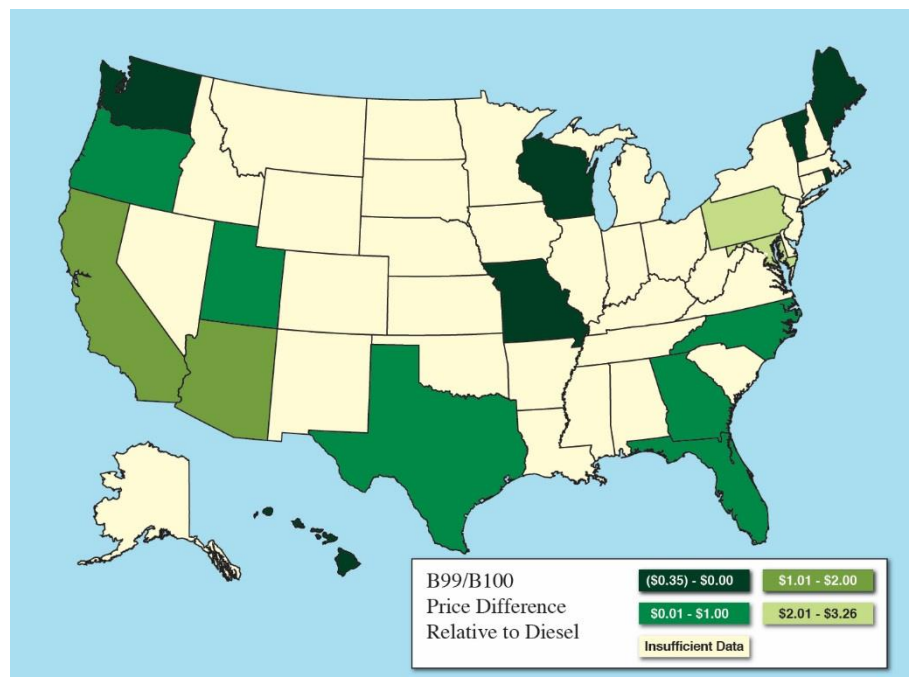 B99/B100
Price Difference
Relative to Diesel
($0.35) - $0.00
$1.01 - $2.00
$0.01 - $1.00
$2.01 - $3.26
Insufficient Data